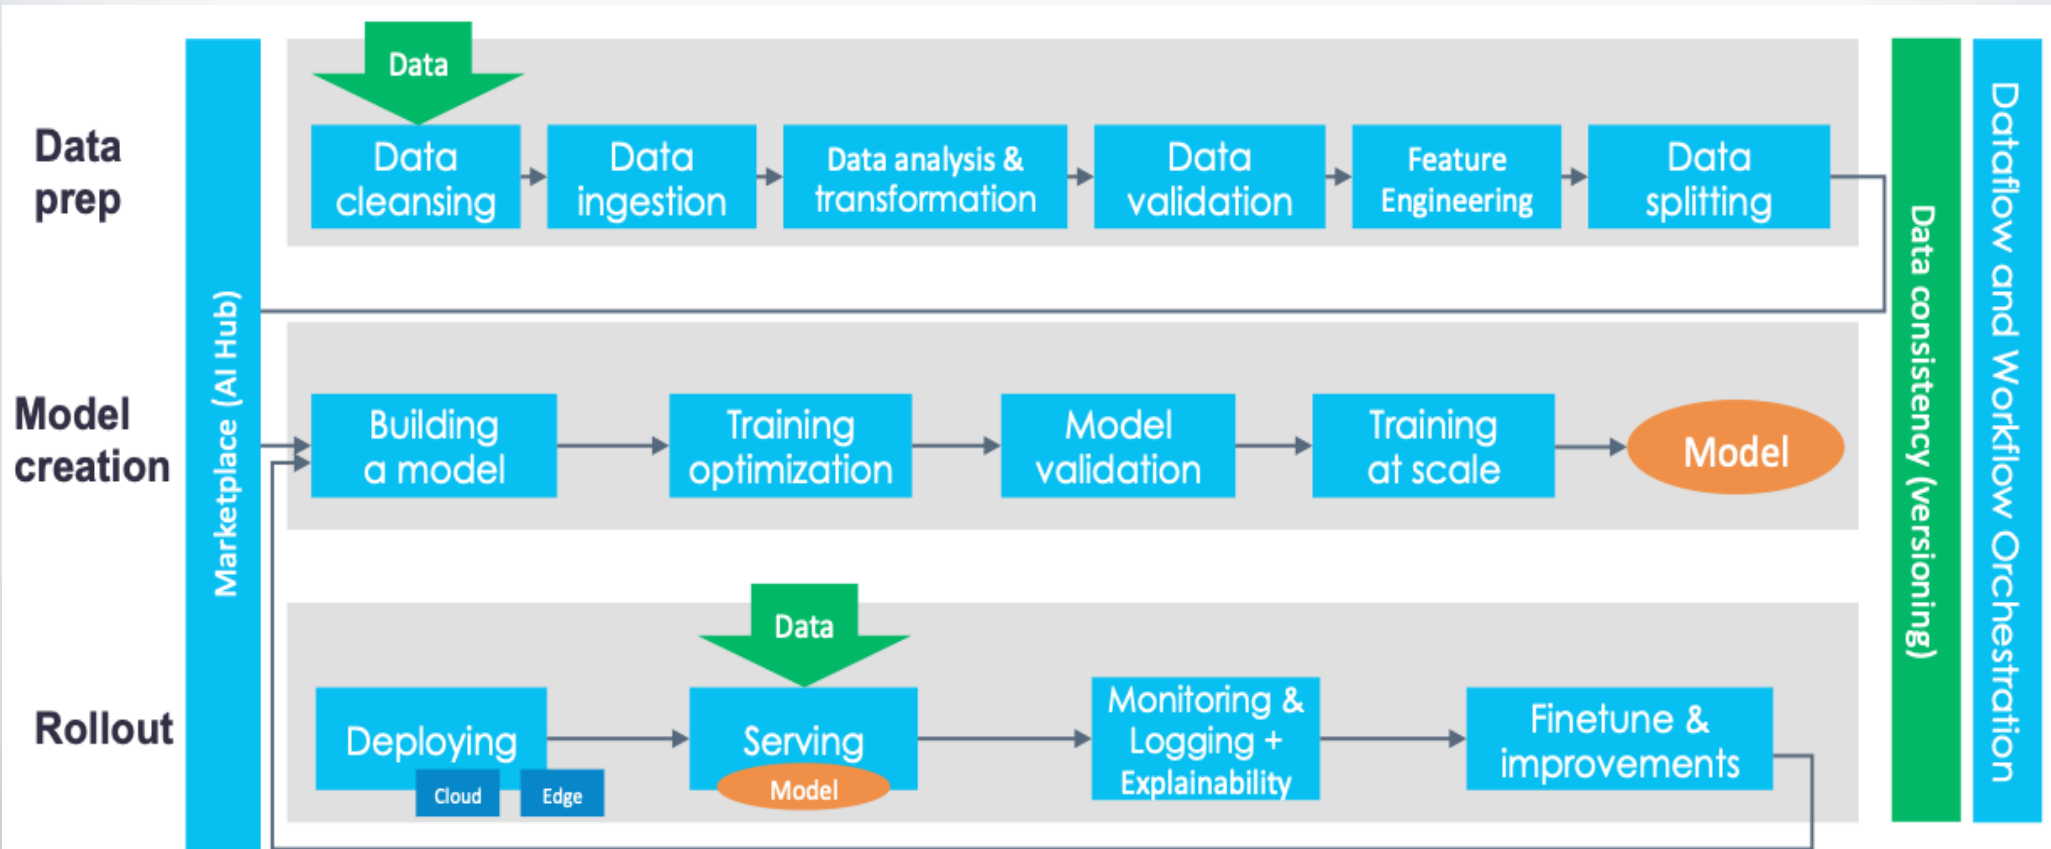 Data
Data
prep
Data
cleansing
Data
ingestion
Data analysis &
transformation
Data
validation
Feature
Engineering
Data
splitting
Marketplace (AI Hub)
Model
creation
Building
a model
Training
optimization
Model
validation
Training
at scale
Model
Data
Rollout
Deploying
Cloud
Edge
Serving
Model
Monitoring &
Logging +
Explainability
Finetune &
improvements
Data consistency (versioning)
Dataflow and Workflow Orchestration